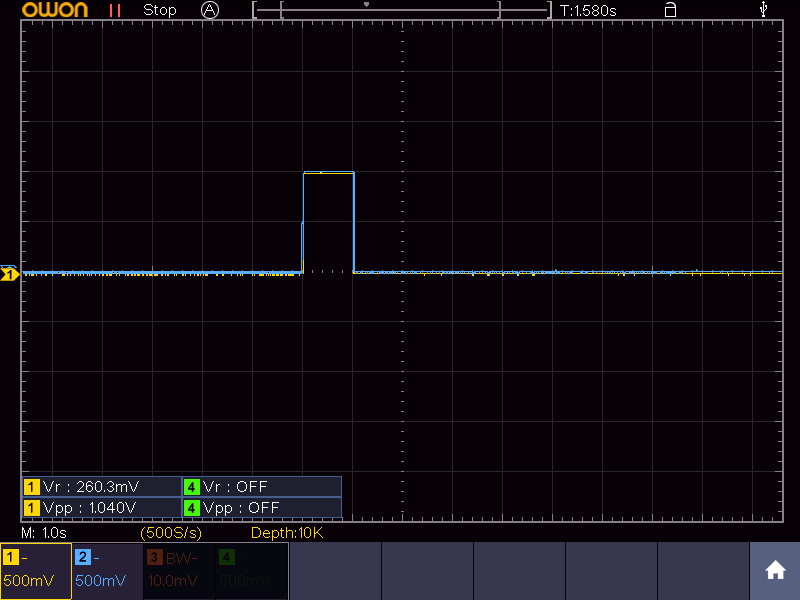 OWON Stop A T:1.580s
1
1 Vr : 260.3mV 4 Vr : OFF
1 Vpp : 1.040V 4 Vpp : OFF
M: 1.0s (500S/s) Depth:10K
1 - 2 - 3 BW- 4 -
500mV 500mV 10.0mV 500mV